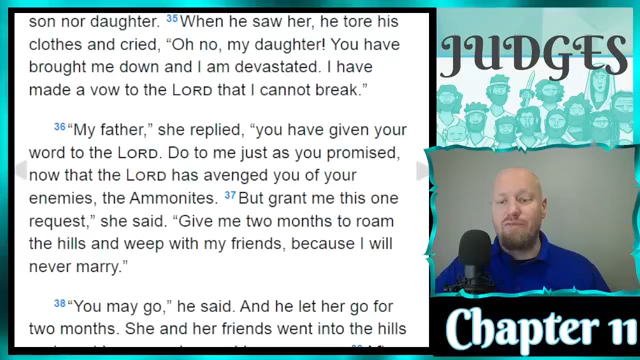 son nor daughter. 35 When he saw her, he tore his
clothes and cried, “Oh no, my daughter! You have
brought me down and I am devastated. I have
made a vow to the LORD that I cannot break.”
36 “My father,” she replied, “you have given your
word to the LORD. Do to me just as you promised,
now that the LORD has avenged you of your
enemies, the Ammonites. 37 But grant me this one
request,” she said. “Give me two months to roam
the hills and weep with my friends, because I will
never marry.”
38 “You may go,” he said. And he let her go for
two months. She and her friends went into the hills
JUDGES
Chapter 11